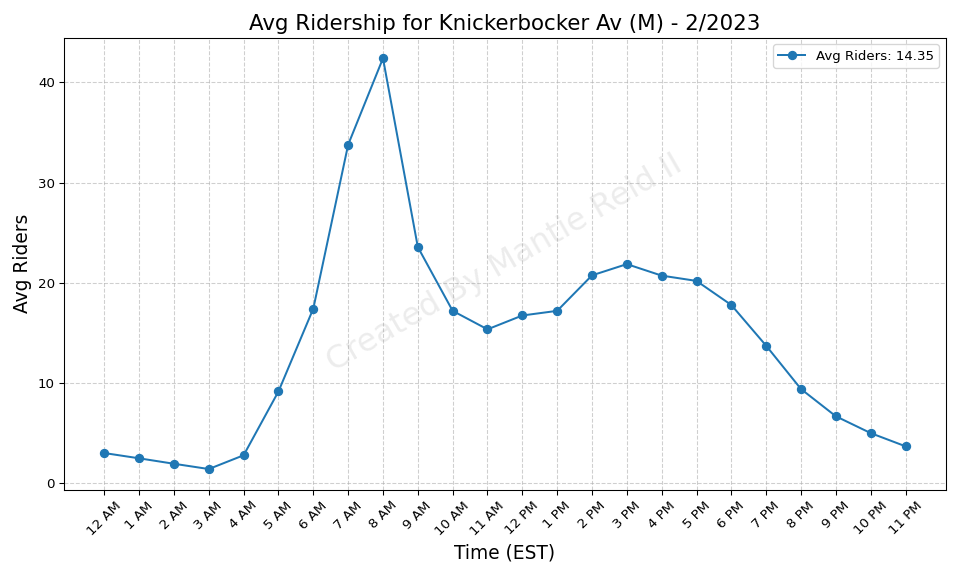 Avg Ridership for Knickerbocker Av (M) - 2/2023
Avg Riders: 14.35
40
30
20
10
0
Avg Riders
Created By Mantie Reid II
12 AM
1 AM
2 AM
3 AM
4 AM
5 AM
6 AM
7 AM
8 AM
9 AM
10 AM
11 AM
12 PM
1 PM
2 PM
3 PM
4 PM
5 PM
6 PM
7 PM
8 PM
9 PM
10 PM
11 PM
Time (EST)